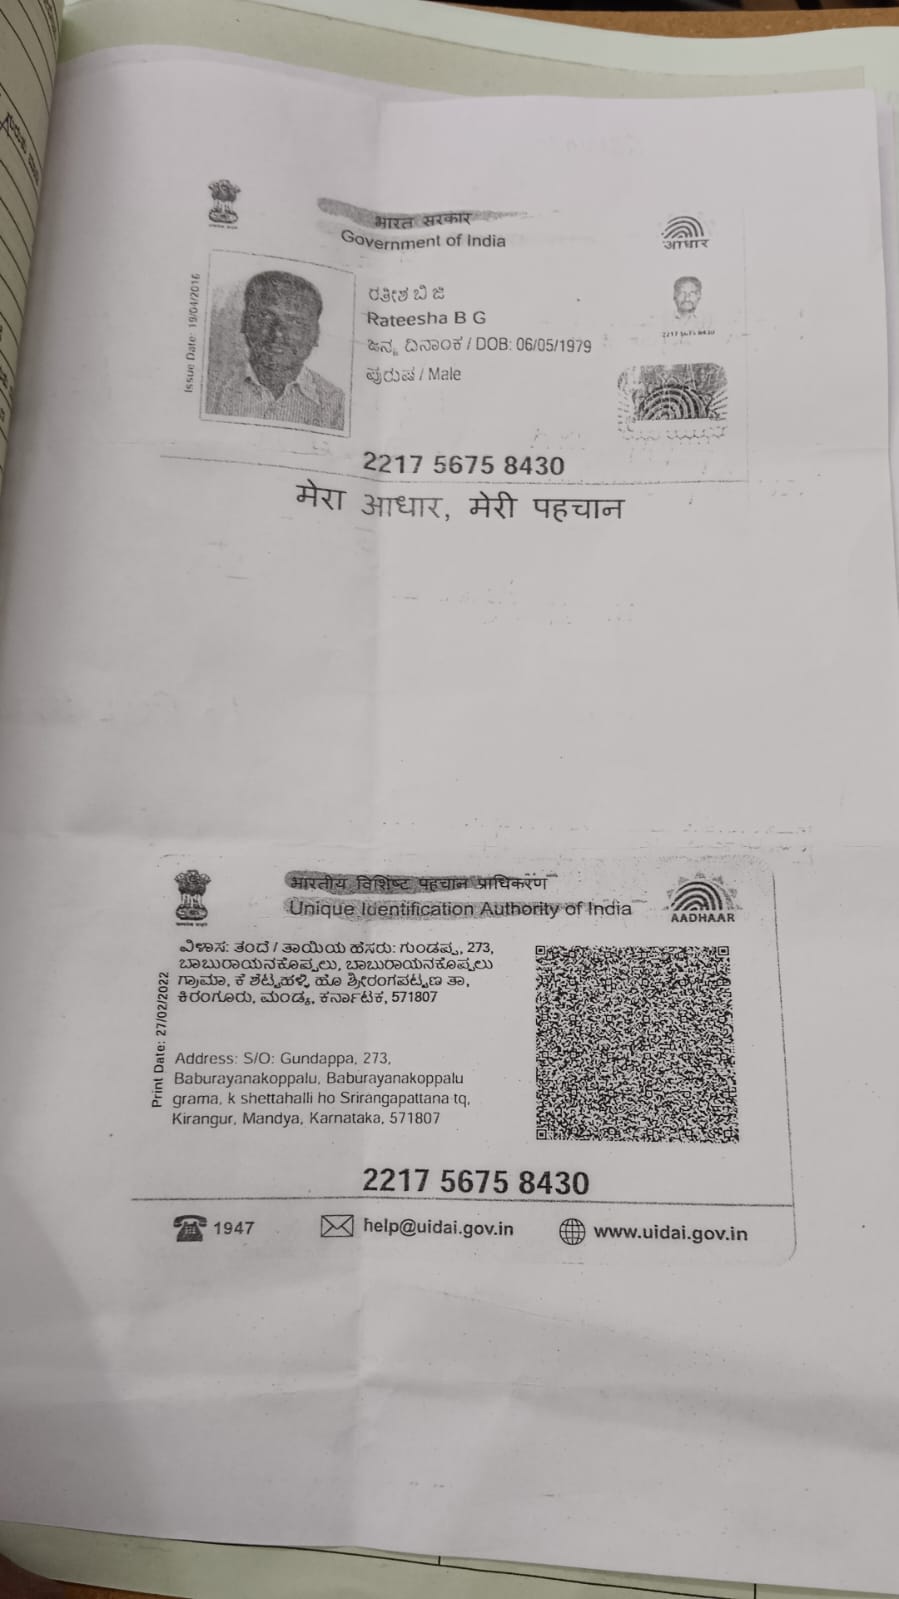 भारत सरकार
Government of India
आधार
Issue Date: 19/04/2016
ರತೀಶ ಬಿ ಜಿ
Rateesha B G
ಜನ್ಮ ದಿನಾಂಕ / DOB: 06/05/1979
ಪುರುಷ / Male
2217 5675 8430
2217 5675 8430
मेरा आधार, मेरी पहचान
भारतीय विशिष्ट पहचान प्राधिकरण
Unique Identification Authority of India
AADHAAR
ವಿಳಾಸ: ತಂದೆ / ತಾಯಿಯ ಹೆಸರು: ಗುಂಡಪ್ಪ, 273,
ಬಾಬುರಾಯನಕೊಪ್ಪಲು, ಬಾಬುರಾಯನಕೊಪ್ಪಲು
ಗ್ರಾಮಾ, ಕೆ ಶೆಟ್ಟಹಳ್ಳಿ ಹೊ ಶ್ರೀರಂಗಪಟ್ಟಣ ತಾ,
ಕಿರಂಗೂರು, ಮಂಡ್ಯ, ಕರ್ನಾಟಕ, 571807
Print Date: 27/02/2022
Address: S/O: Gundappa, 273,
Baburayanakoppalu, Baburayanakoppalu
grama, k shettahalli ho Srirangapattana tq,
Kirangur, Mandya, Karnataka, 571807
2217 5675 8430
1947
help@uidai.gov.in
www.uidai.gov.in